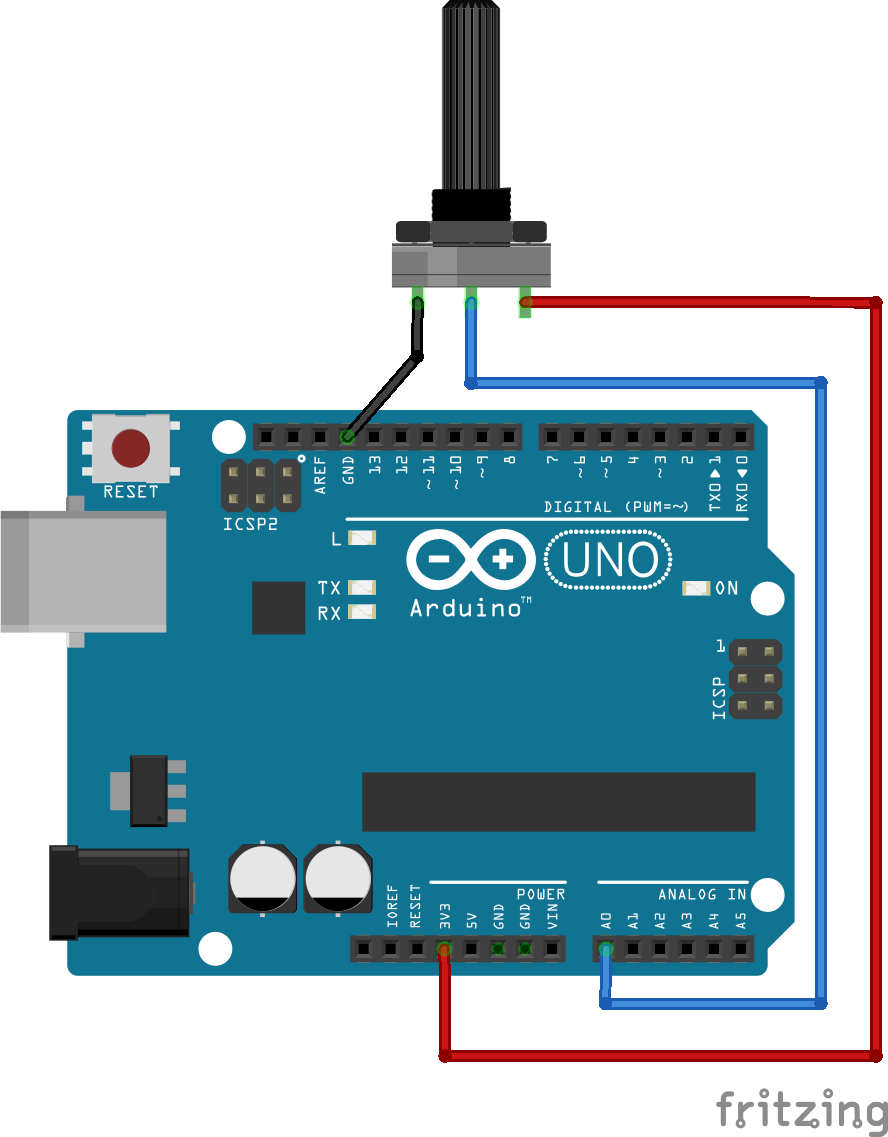 RESET
ICSP2
AREF
GND
13
12
~11
~10
~9
8
7
~6
~5
4
~3
2
TX0▶1
RX0◀0
DIGITAL (PWM=~)
L
TX
RX
Arduino™
UNO
ON
1
ICSP
POWER
ANALOG IN
IOREF
RESET
3V3
5V
GND
GND
VIN
A0
A1
A2
A3
A4
A5
fritzing